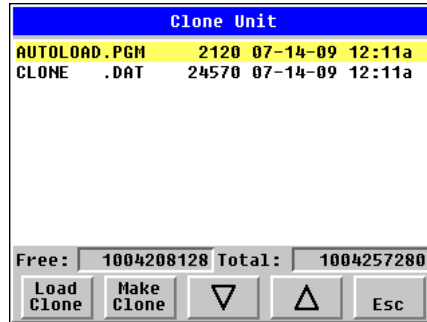 Clone Unit
AUTOLOAD.PGM 2120 07-14-09 12:11a
CLONE .DAT 24570 07-14-09 12:11a
Free: 1004208128 Total: 1004257280
Load Clone Make Clone Esc